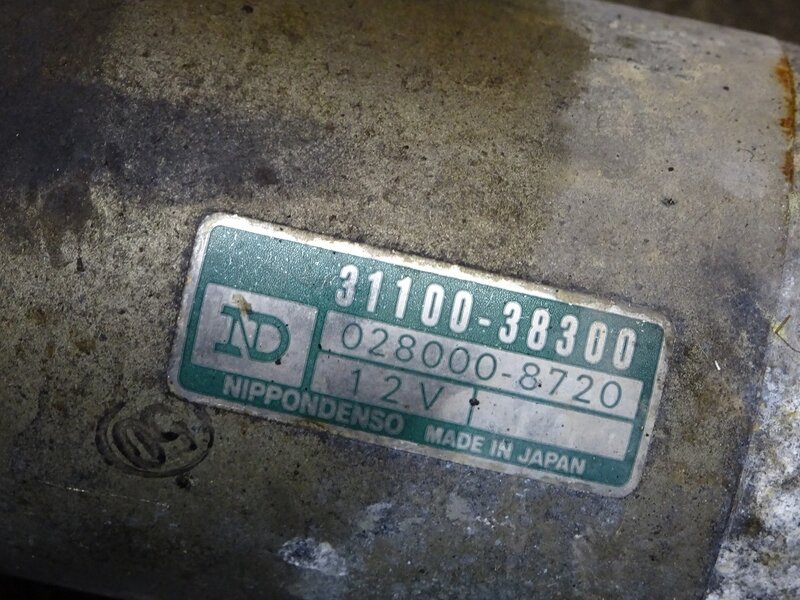 31100-38300
ND
028000-8720
12V
NIPPONDENSO MADE IN JAPAN